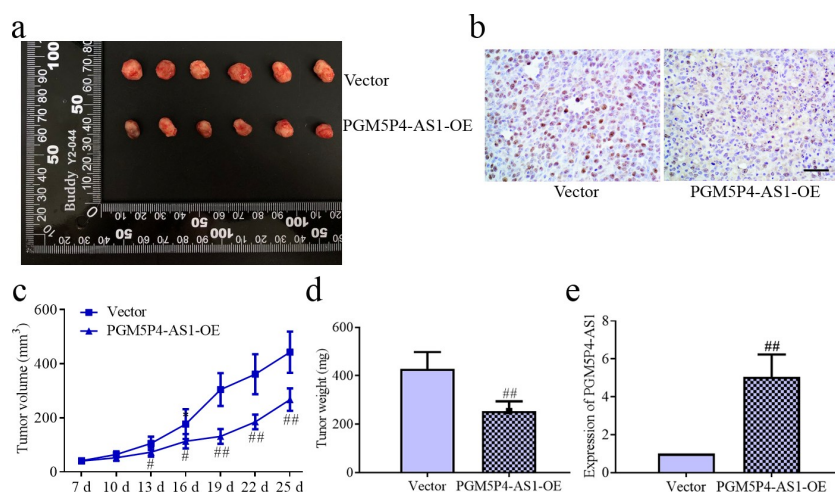 a
Vector
PGM5P4-AS1-OE
Buddy Y2-044
b
Vector
PGM5P4-AS1-OE
c
Vector
PGM5P4-AS1-OE
Tumor volume (mm³)
600
400
200
0
7 d 10 d 13 d 16 d 19 d 22 d 25 d
# # ## ## ##
d
Tunor weight (mg)
600
400
200
0
##
Vector PGM5P4-AS1-OE
e
Expression of PGM5P4-AS1
8
6
4
2
0
##
Vector PGM5P4-AS1-OE